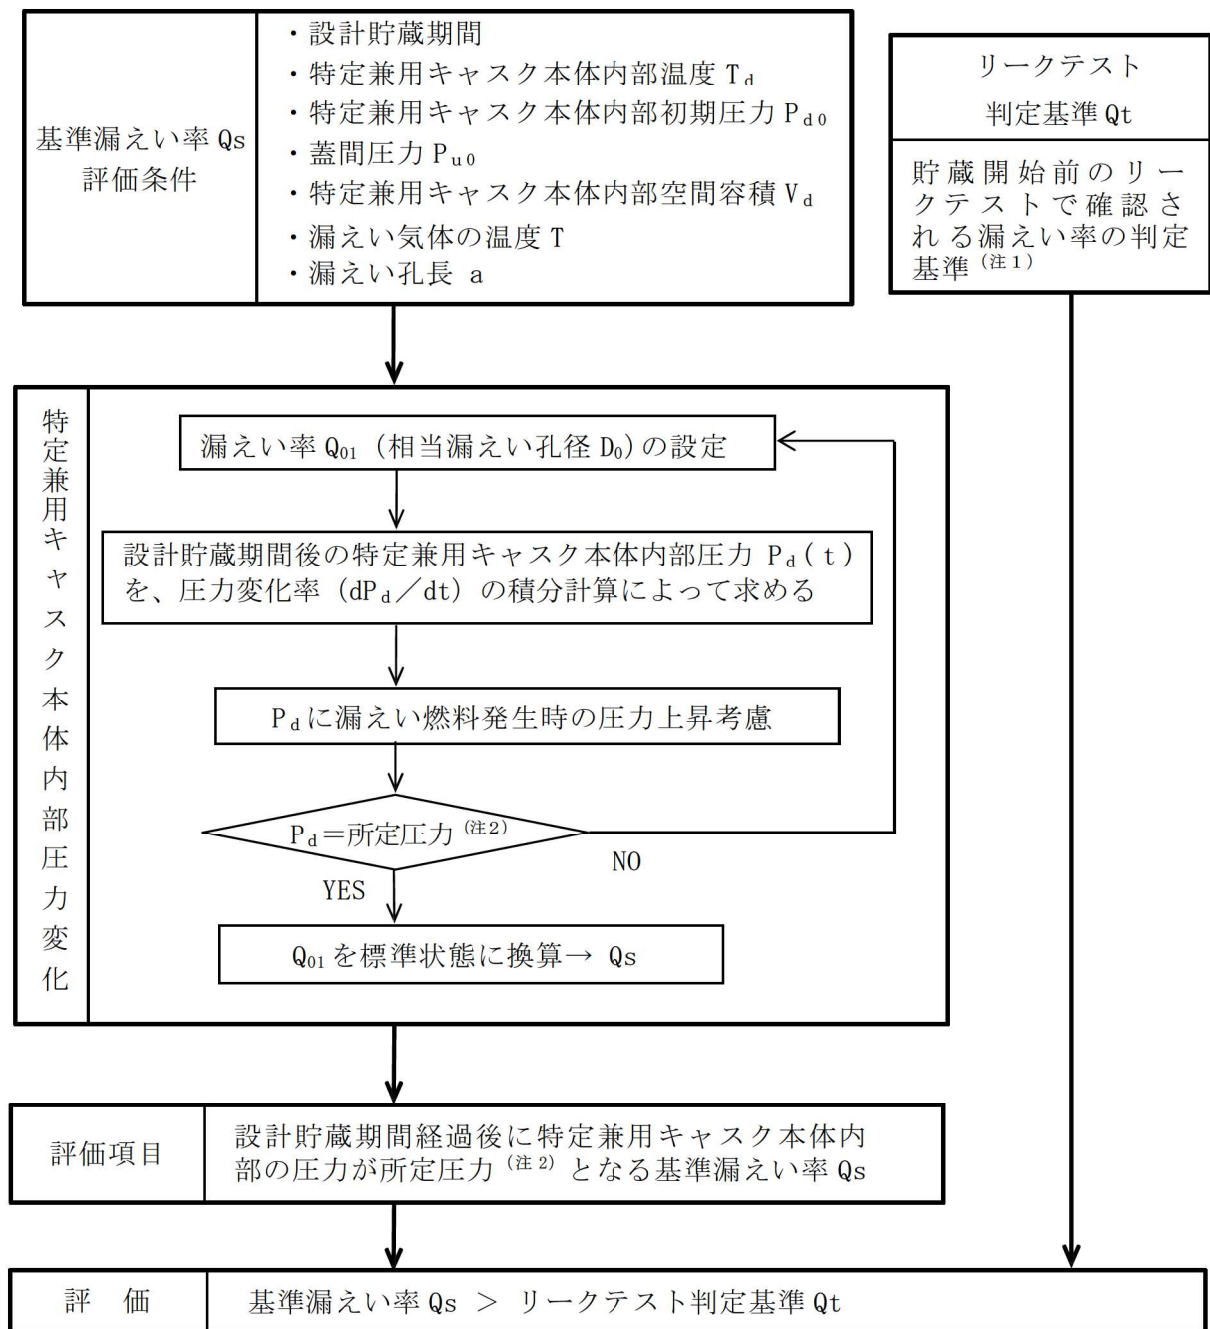 基準漏えい率 Qs
評価条件
・設計貯蔵期間
・特定兼用キャスク本体内部温度 Td
・特定兼用キャスク本体内部初期圧力 Pd0
・蓋間圧力 Pu0
・特定兼用キャスク本体内部空間容積 Vd
・漏えい気体の温度 T
・漏えい孔長 a
リークテスト
判定基準 Qt
貯蔵開始前のリー
クテストで確認さ
れる漏えい率の判定
基準(注1)
特定兼用キャスク本体内部圧力変化
漏えい率 Q01 (相当漏えい孔径 D0)の設定
設計貯蔵期間後の特定兼用キャスク本体内部圧力 Pd(t)
を、圧力変化率 (dPd/dt) の積分計算によって求める
Pdに漏えい燃料発生時の圧力上昇考慮
Pd=所定圧力(注2)
NO
YES
Q01を標準状態に換算→ Qs
評価項目
設計貯蔵期間経過後に特定兼用キャスク本体内
部の圧力が所定圧力(注2)となる基準漏えい率 Qs
評 価
基準漏えい率 Qs > リークテスト判定基準 Qt